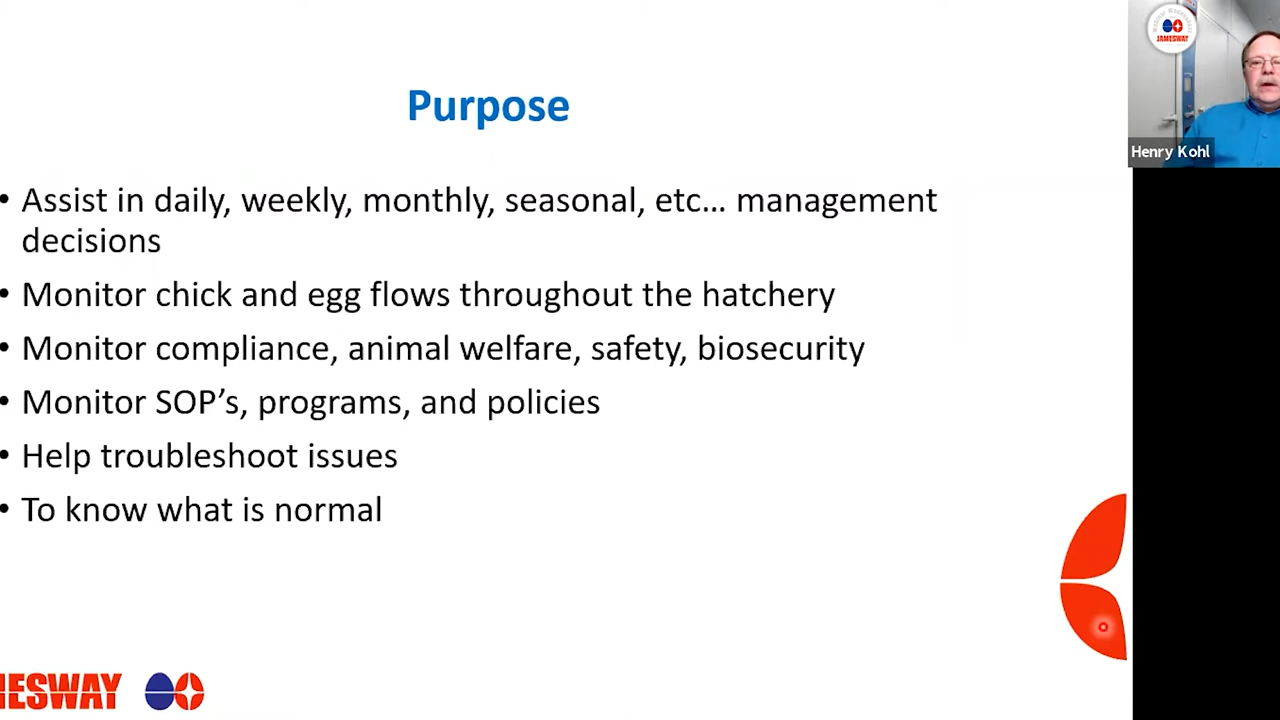 Purpose
• Assist in daily, weekly, monthly, seasonal, etc… management
decisions
• Monitor chick and egg flows throughout the hatchery
• Monitor compliance, animal welfare, safety, biosecurity
• Monitor SOP’s, programs, and policies
• Help troubleshoot issues
• To know what is normal
JAMESWAY
Henry Kohl
MESWAY